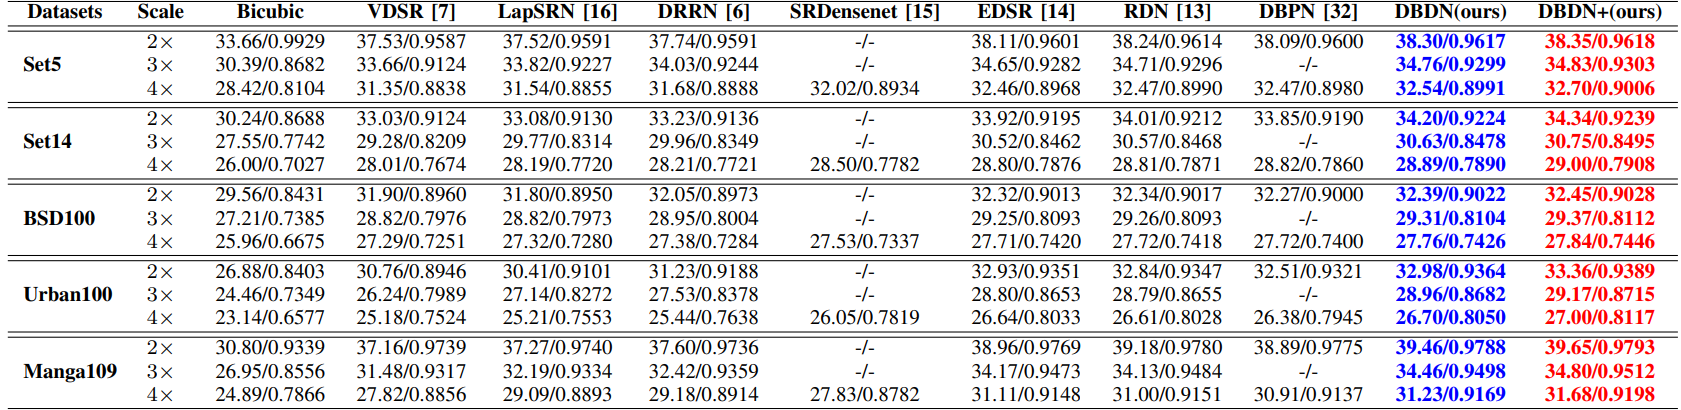 Datasets Scale Bicubic VDSR [7] LapSRN [16] DRRN [6] SRDensenet [15] EDSR [14] RDN [13] DBPN [32] DBDN(ours) DBDN+(ours)
2× 33.66/0.9929 37.53/0.9587 37.52/0.9591 37.74/0.9591 -/- 38.11/0.9601 38.24/0.9614 38.09/0.9600 38.30/0.9617 38.35/0.9618
Set5 3× 30.39/0.8682 33.66/0.9124 33.82/0.9227 34.03/0.9244 -/- 34.65/0.9282 34.71/0.9296 -/- 34.76/0.9299 34.83/0.9303
4× 28.42/0.8104 31.35/0.8838 31.54/0.8855 31.68/0.8888 32.02/0.8934 32.46/0.8968 32.47/0.8990 32.47/0.8980 32.54/0.8991 32.70/0.9006
2× 30.24/0.8688 33.03/0.9124 33.08/0.9130 33.23/0.9136 -/- 33.92/0.9195 34.01/0.9212 33.85/0.9190 34.20/0.9224 34.34/0.9239
Set14 3× 27.55/0.7742 29.28/0.8209 29.77/0.8314 29.96/0.8349 -/- 30.52/0.8462 30.57/0.8468 -/- 30.63/0.8478 30.75/0.8495
4× 26.00/0.7027 28.01/0.7674 28.19/0.7720 28.21/0.7721 28.50/0.7782 28.80/0.7876 28.81/0.7871 28.82/0.7860 28.89/0.7890 29.00/0.7908
2× 29.56/0.8431 31.90/0.8960 31.80/0.8950 32.05/0.8973 -/- 32.32/0.9013 32.34/0.9017 32.27/0.9000 32.39/0.9022 32.45/0.9028
BSD100 3× 27.21/0.7385 28.82/0.7976 28.82/0.7973 28.95/0.8004 -/- 29.25/0.8093 29.26/0.8093 -/- 29.31/0.8104 29.37/0.8112
4× 25.96/0.6675 27.29/0.7251 27.32/0.7280 27.38/0.7284 27.53/0.7337 27.71/0.7420 27.72/0.7418 27.72/0.7400 27.76/0.7426 27.84/0.7446
2× 26.88/0.8403 30.76/0.8946 30.41/0.9101 31.23/0.9188 -/- 32.93/0.9351 32.84/0.9347 32.51/0.9321 32.98/0.9364 33.36/0.9389
Urban100 3× 24.46/0.7349 26.24/0.7989 27.14/0.8272 27.53/0.8378 -/- 28.80/0.8653 28.79/0.8655 -/- 28.96/0.8682 29.17/0.8715
4× 23.14/0.6577 25.18/0.7524 25.21/0.7553 25.44/0.7638 26.05/0.7819 26.64/0.8033 26.61/0.8028 26.38/0.7945 26.70/0.8050 27.00/0.8117
2× 30.80/0.9339 37.16/0.9739 37.27/0.9740 37.60/0.9736 -/- 38.96/0.9769 39.18/0.9780 38.89/0.9775 39.46/0.9788 39.65/0.9793
Manga109 3× 26.95/0.8556 31.48/0.9317 32.19/0.9334 32.42/0.9359 -/- 34.17/0.9473 34.13/0.9484 -/- 34.46/0.9498 34.80/0.9512
4× 24.89/0.7866 27.82/0.8856 29.09/0.8893 29.18/0.8914 27.83/0.8782 31.11/0.9148 31.00/0.9151 30.91/0.9137 31.23/0.9169 31.68/0.9198